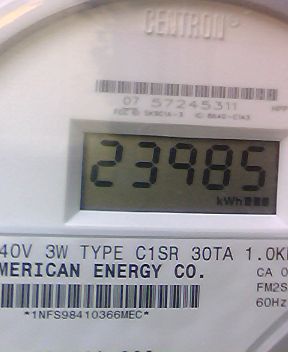 CENTRON
07 57245311
23985
kWh
40V 3W TYPE C1SR 30TA 1.0K
MERICAN ENERGY CO.
CA 0
FM2S
60Hz
*1NFS98410366MEC*